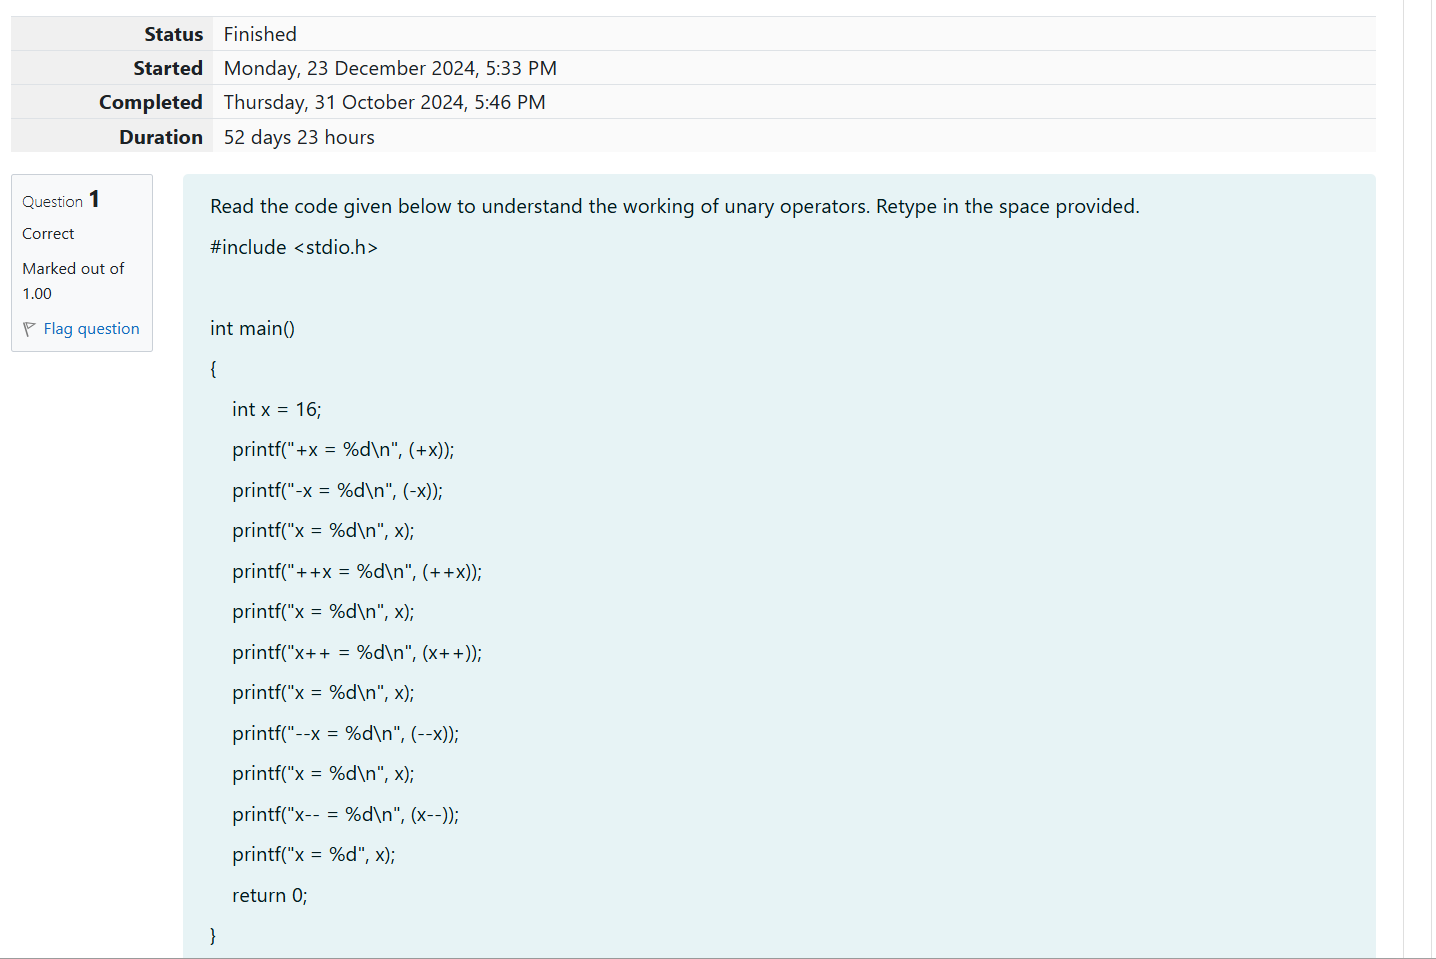 Status Finished
Started Monday, 23 December 2024, 5:33 PM
Completed Thursday, 31 October 2024, 5:46 PM
Duration 52 days 23 hours
Question 1
Correct
Marked out of
1.00
Flag question
Read the code given below to understand the working of unary operators. Retype in the space provided.
#include <stdio.h>
int main()
{
int x = 16;
printf("+x = %d\n", (+x));
printf("-x = %d\n", (-x));
printf("x = %d\n", x);
printf("++x = %d\n", (++x));
printf("x = %d\n", x);
printf("x++ = %d\n", (x++));
printf("x = %d\n", x);
printf("--x = %d\n", (--x));
printf("x = %d\n", x);
printf("x-- = %d\n", (x--));
printf("x = %d", x);
return 0;
}